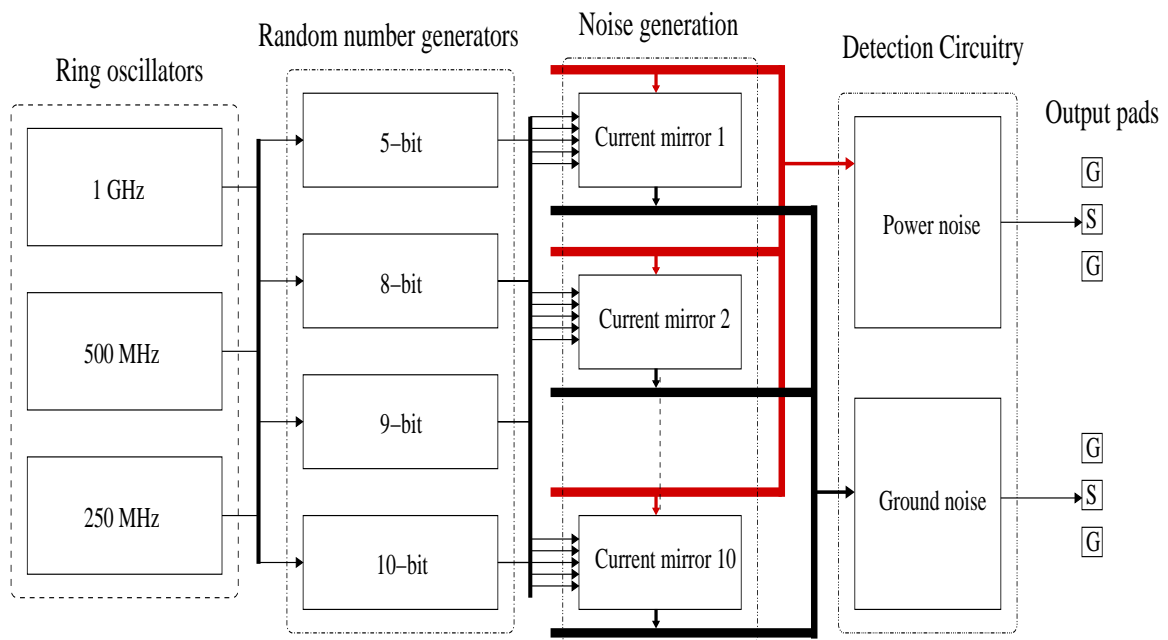 Ring oscillators
1 GHz
500 MHz
250 MHz
Random number generators
5−bit
8−bit
9−bit
10−bit
Noise generation
Current mirror 1
Current mirror 2
Current mirror 10
Detection Circuitry
Power noise
Ground noise
Output pads
G
S
G
G
S
G